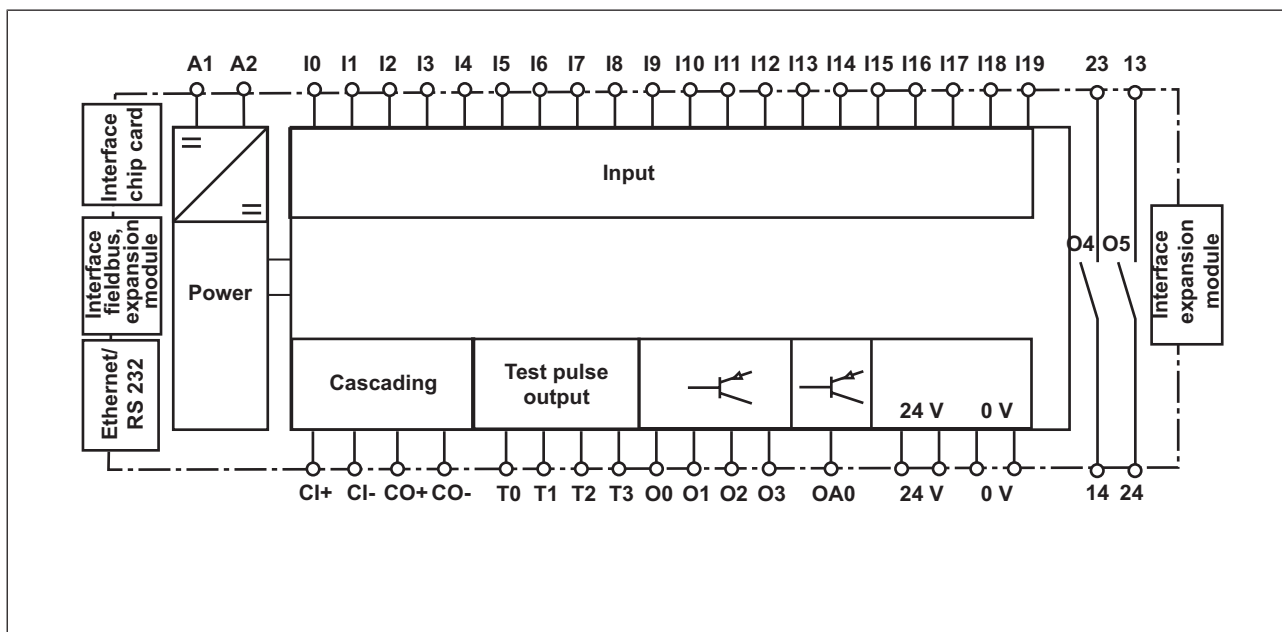 A1 A2 I0 I1 I2 I3 I4 I5 I6 I7 I8 I9 I10 I11 I12 I13 I14 I15 I16 I17 I18 I19 23 13
Interface
chip card
Interface
fieldbus,
expansion
module
Ethernet/
RS 232
Power
Input
O4 O5
Interface
expansion
module
Cascading
Test pulse
output
24 V 0 V
CI+ CI- CO+ CO- T0 T1 T2 T3 O0 O1 O2 O3 OA0 24 V 0 V 14 24